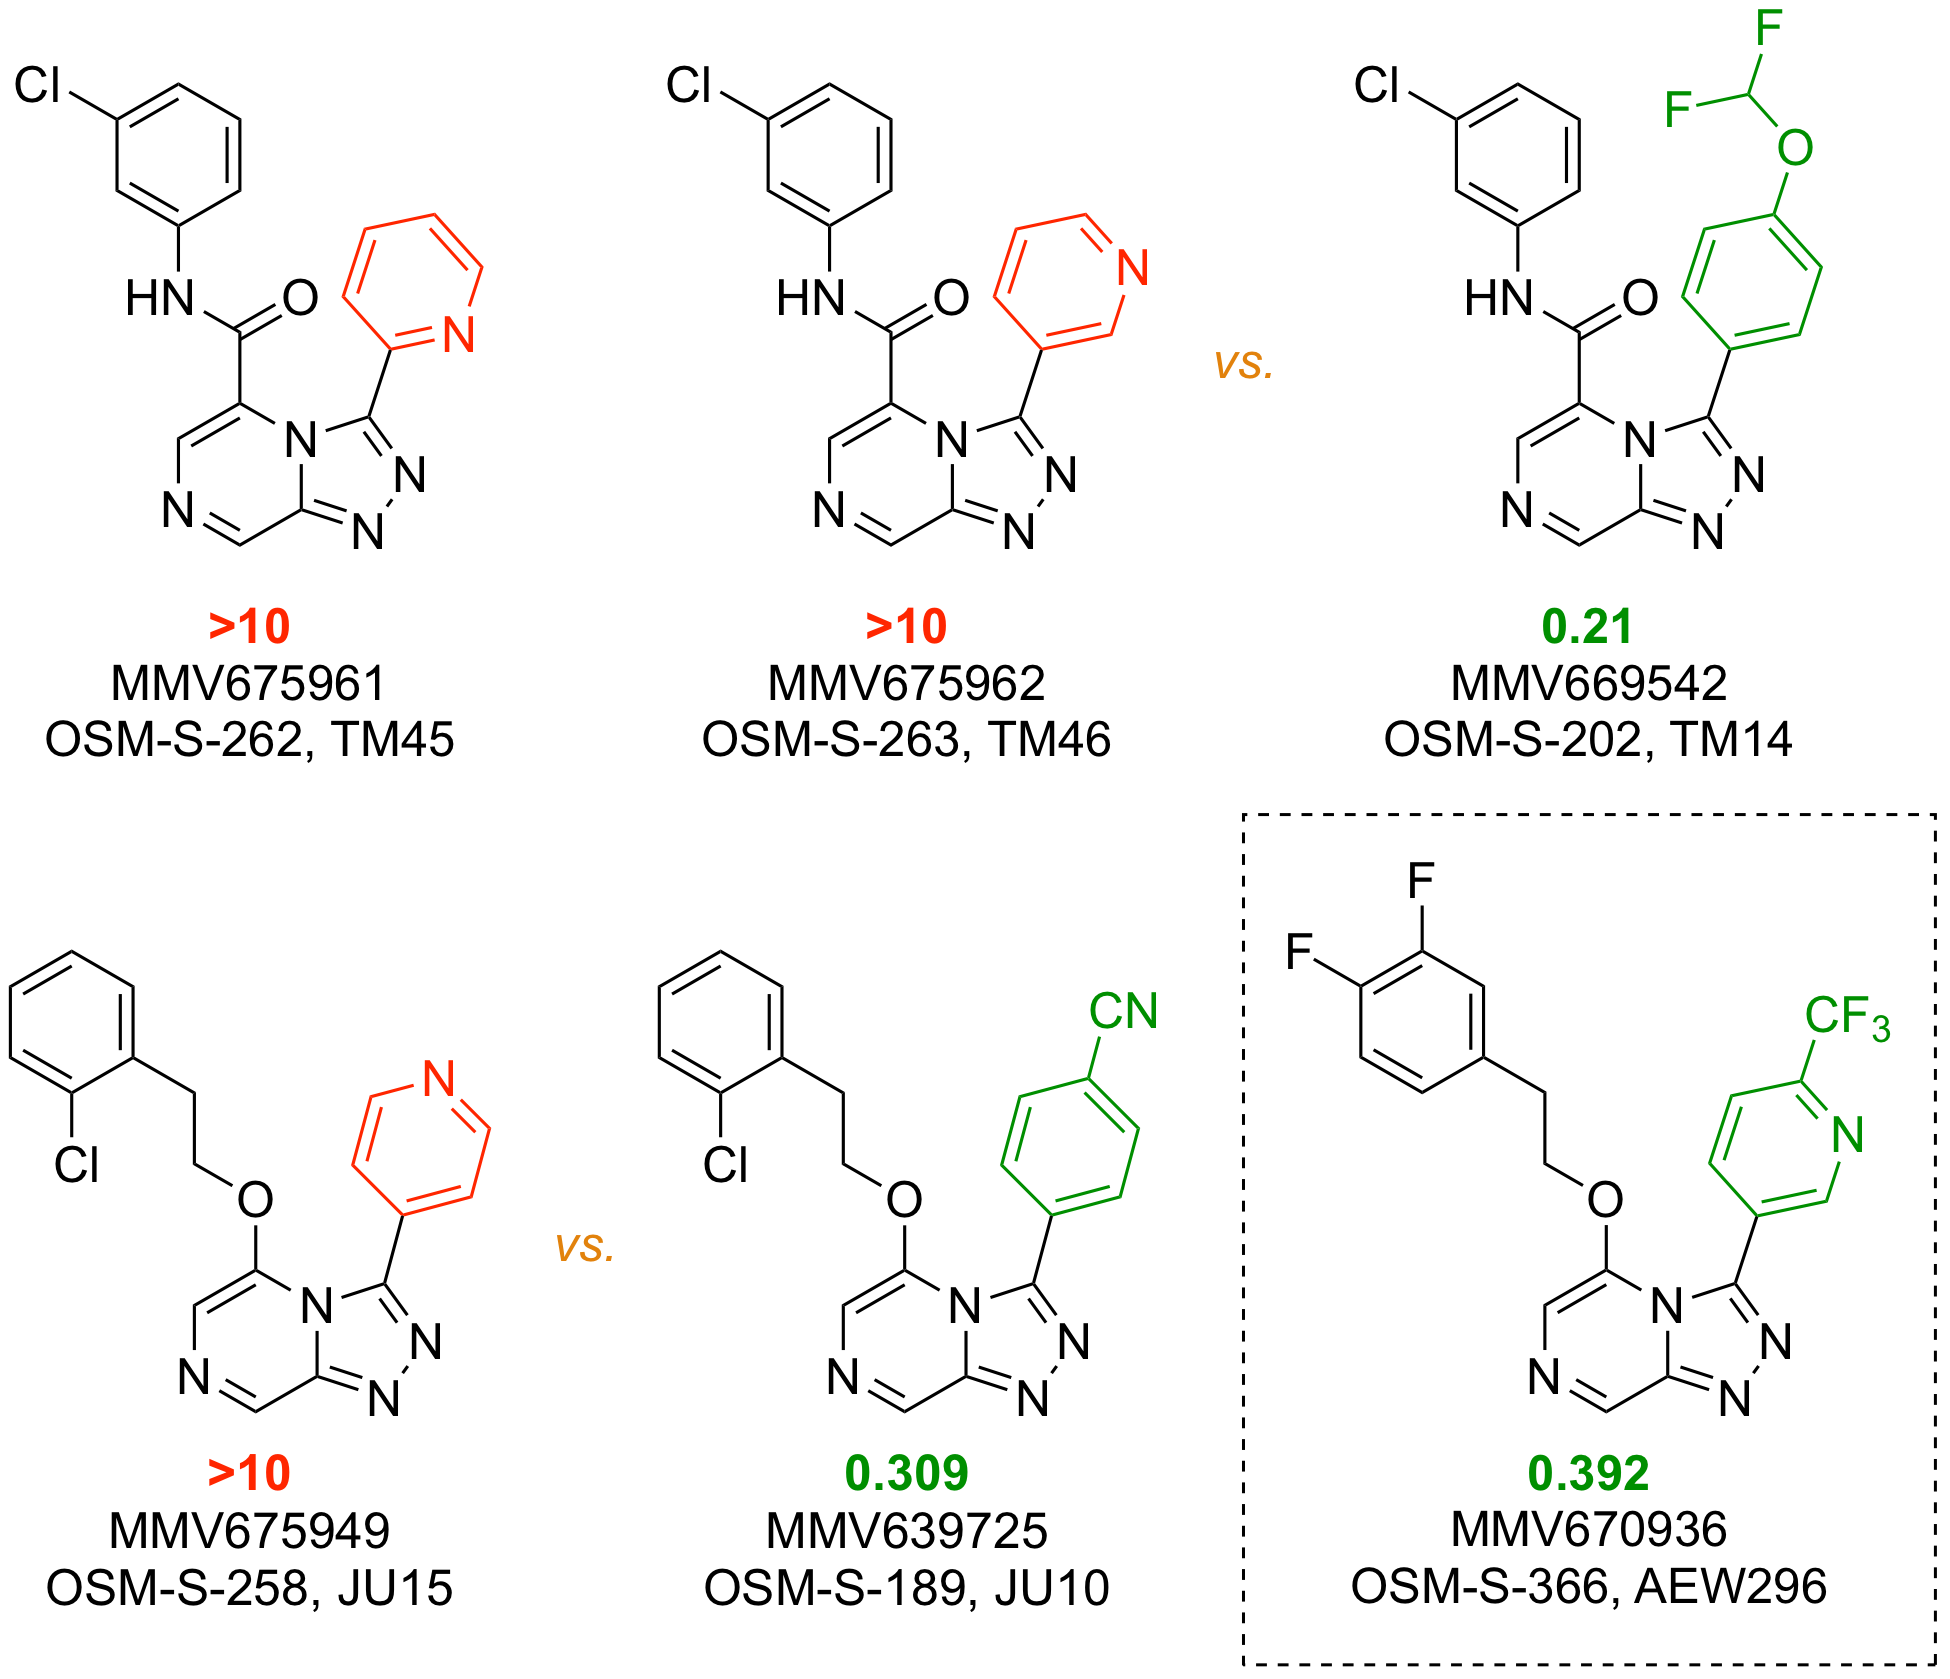 Cl
HN
O
N
N
N
N
N
>10
MMV675961
OSM-S-262, TM45
Cl
HN
O
N
N
N
N
N
>10
MMV675962
OSM-S-263, TM46
vs.
F
F
O
Cl
HN
O
N
N
N
N
0.21
MMV669542
OSM-S-202, TM14
Cl
O
N
N
N
N
N
>10
MMV675949
OSM-S-258, JU15
vs.
CN
Cl
O
N
N
N
N
0.309
MMV639725
OSM-S-189, JU10
F
F
CF3
N
O
N
N
N
N
0.392
MMV670936
OSM-S-366, AEW296